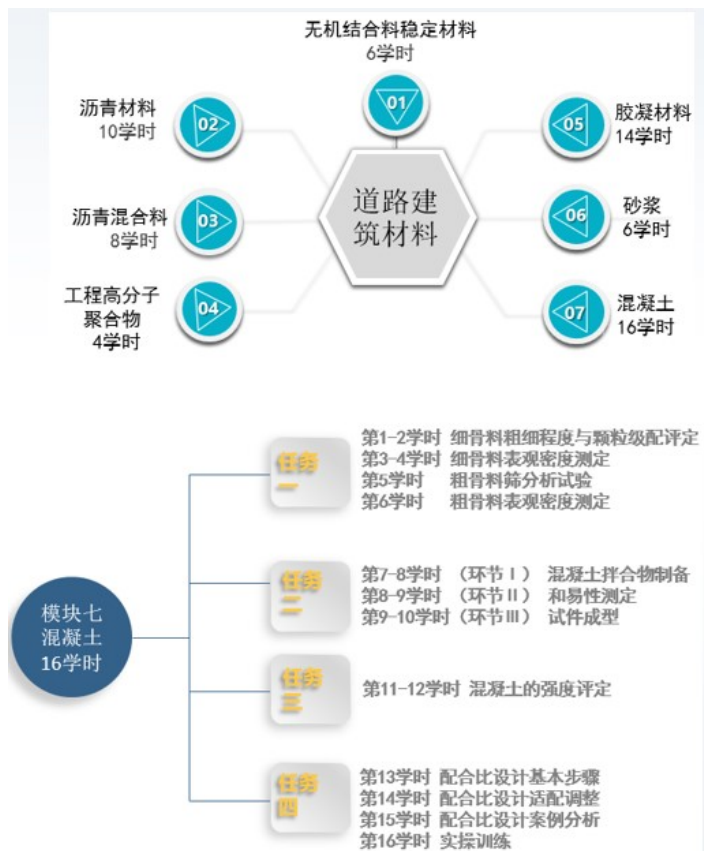 无机结合料稳定材料
6学时
01
沥青材料
10学时
02
沥青混合料
8学时
03
工程高分子
聚合物
4学时
04
道路建
筑材料
05
胶凝材料
14学时
06
砂浆
6学时
07
混凝土
16学时
模块七
混凝土
16学时
任务
一
第1-2学时 细骨料粗细程度与颗粒级配评定
第3-4学时 细骨料表观密度测定
第5学时 粗骨料筛分析试验
第6学时 粗骨料表观密度测定
任务
二
第7-8学时 （环节Ⅰ） 混凝土拌合物制备
第8-9学时 （环节Ⅱ） 和易性测定
第9-10学时（环节Ⅲ） 试件成型
任务
三
第11-12学时 混凝土的强度评定
任务
四
第13学时 配合比设计基本步骤
第14学时 配合比设计适配调整
第15学时 配合比设计案例分析
第16学时 实操训练